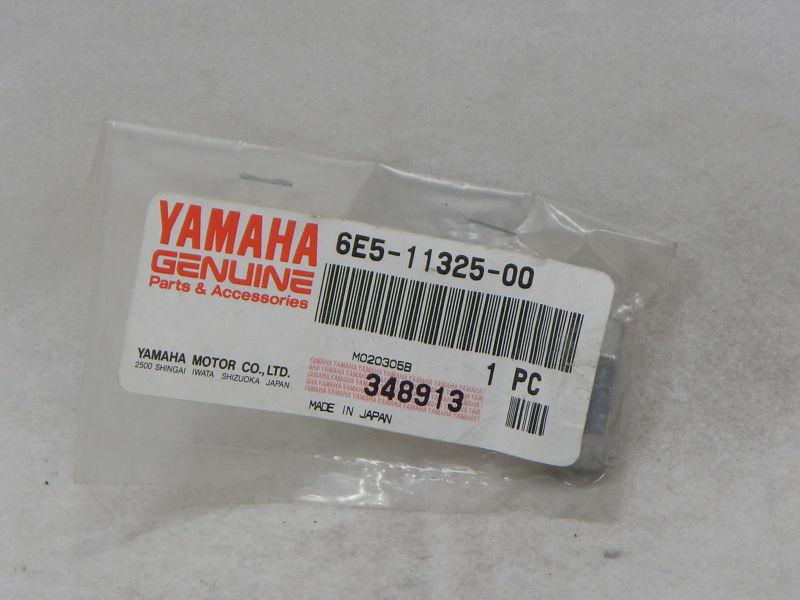 YAMAHA
GENUINE
Parts & Accessories
6E5-11325-00
MO20305B
1 PC
YAMAHA MOTOR CO., LTD.
2500 SHINGAI IWATA SHIZUOKA JAPAN
348913
MADE IN JAPAN